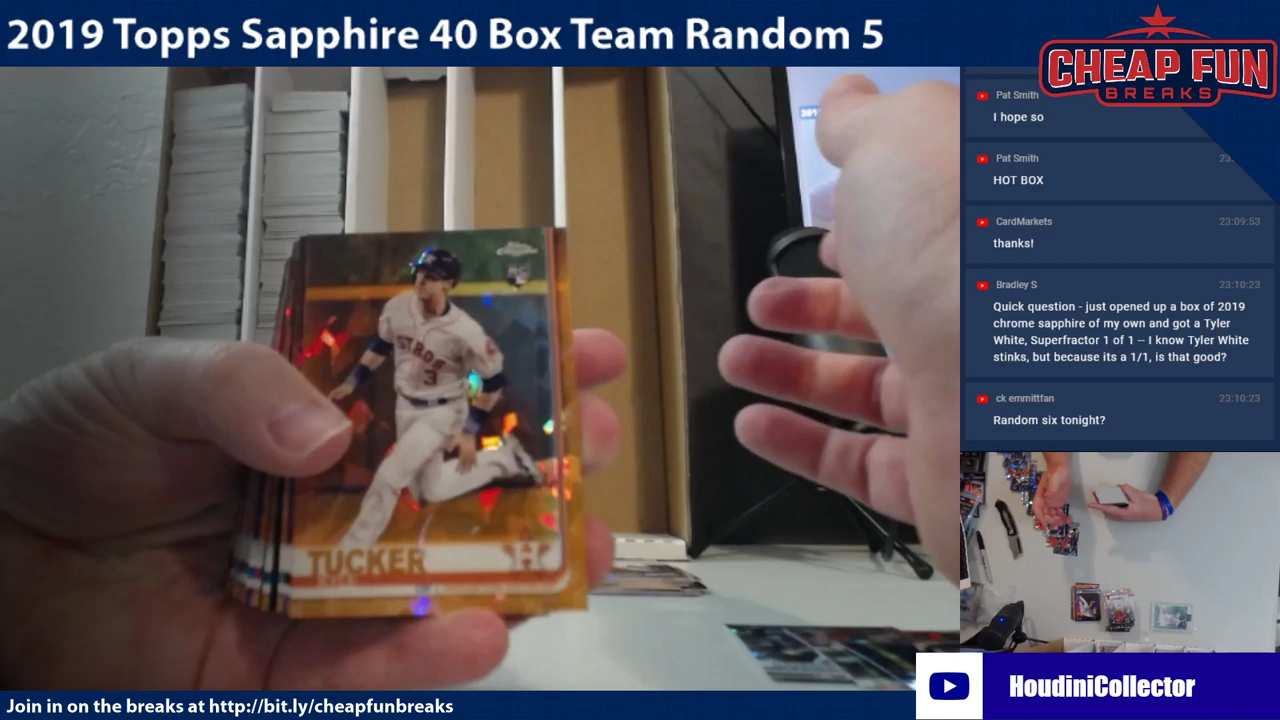 2019 Topps Sapphire 40 Box Team Random 5
CHEAP FUN
BREAKS
Pat Smith
I hope so
Pat Smith
HOT BOX
CardMarkets 23:09:53
thanks!
Bradley S 23:10:23
Quick question - just opened up a box of 2019
chrome sapphire of my own and got a Tyler
White, Superfractor 1 of 1 – I know Tyler White
stinks, but because its a 1/1, is that good?
ck emmittfan 23:10:23
Random six tonight?
3
TUCKER
H
HoudiniCollector
Join in on the breaks at http://bit.ly/cheapfunbreaks